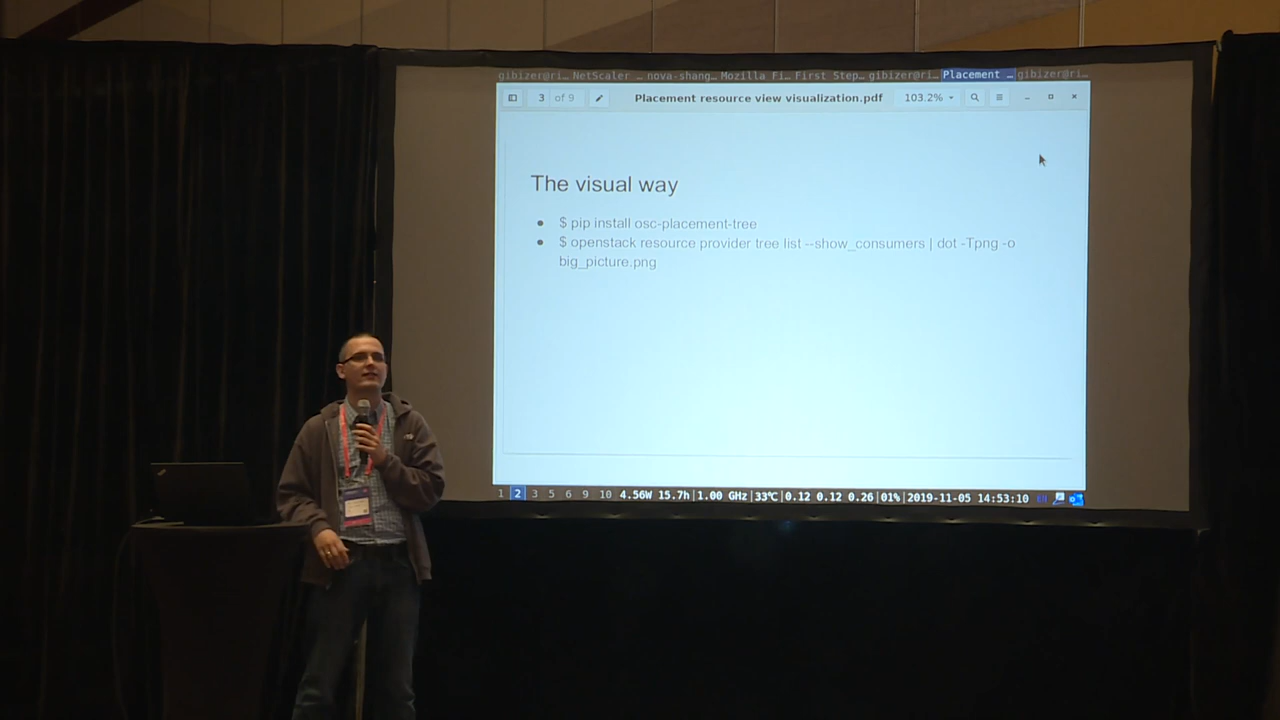 gibizer@ri… NetScaler … nova-shang… Mozilla Fi… First Step… gibizer@ri… Placement … gibizer@ri…
3 of 9 Placement resource view visualization.pdf 103.2%
The visual way
● $ pip install osc-placement-tree
● $ openstack resource provider tree list --show_consumers | dot -Tpng -o
big_picture.png
1 2 3 5 6 9 10 4.56W 15.7h|1.00 GHz|33℃|0.12 0.12 0.26|01%|2019-11-05 14:53:10 EN